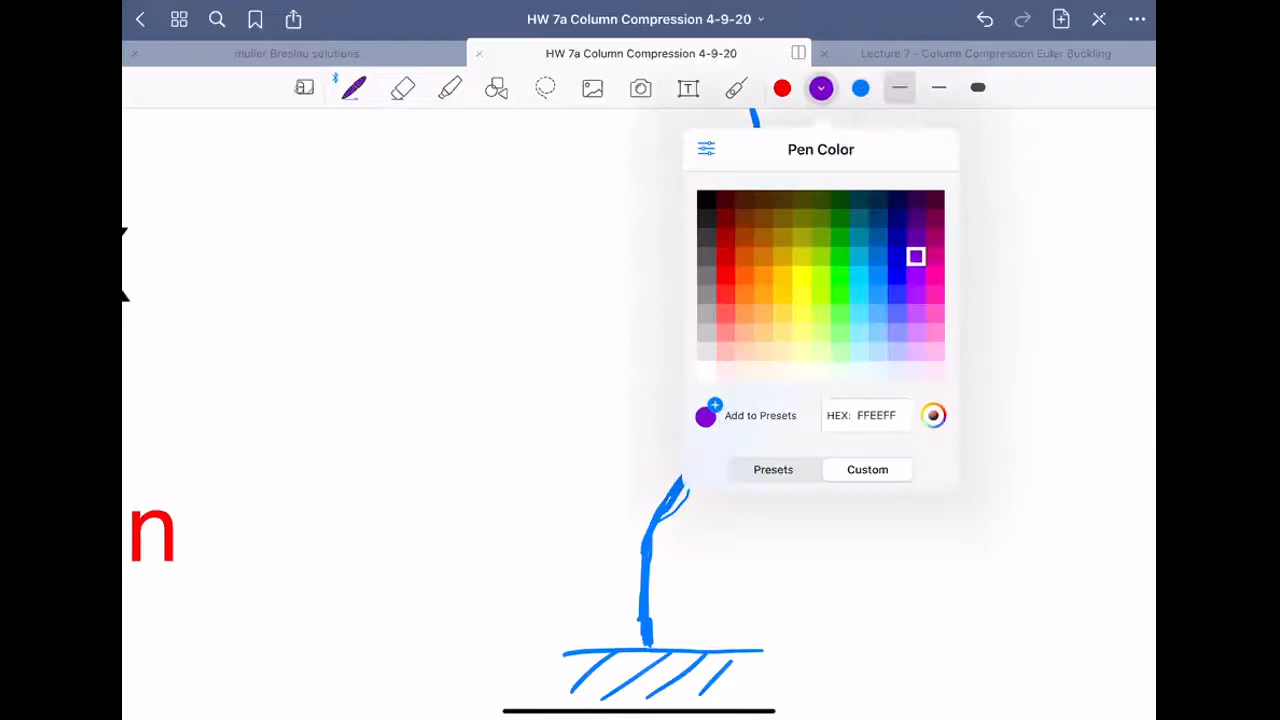 HW 7a Column Compression 4-9-20
muller Breslau solutions
HW 7a Column Compression 4-9-20
Lecture 7 - Column Compression Euler Buckling
T
Pen Color
Add to Presets
HEX: FFEEFF
Presets
Custom
n